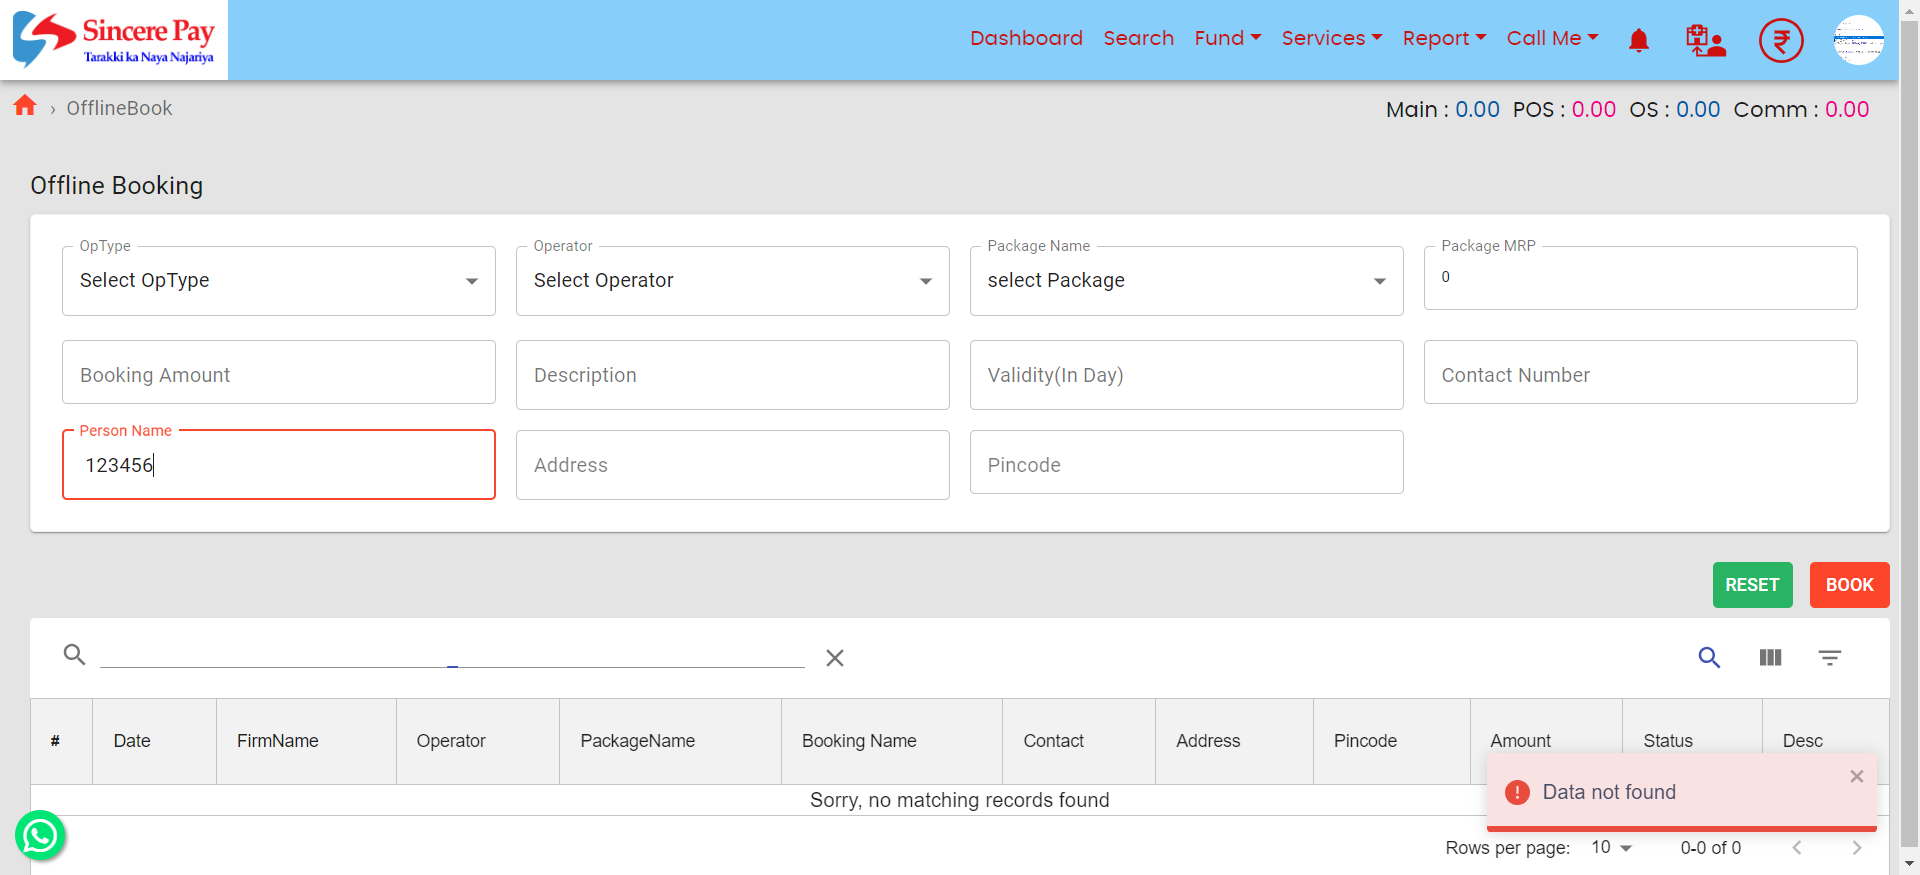 Sincere Pay
Tarakki ka Naya Najariya
Dashboard Search Fund Services Report Call Me
› OfflineBook
Main : 0.00 POS : 0.00 OS : 0.00 Comm : 0.00
Offline Booking
OpType Operator Package Name Package MRP
Select OpType Select Operator select Package 0
Booking Amount Description Validity(In Day) Contact Number
Person Name
123456 Address Pincode
RESET BOOK
# Date FirmName Operator PackageName Booking Name Contact Address Pincode Amount Status Desc
Sorry, no matching records found
Data not found
Rows per page: 10 0-0 of 0